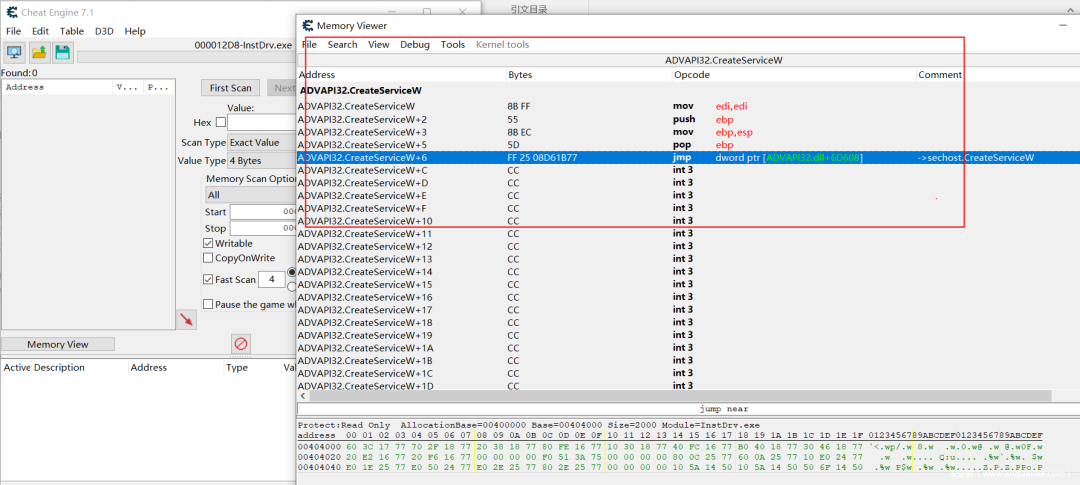 Cheat Engine 7.1
引文目录
File Edit Table D3D Help
000012D8-InstDrv.exe
Found:0
Address V... P...
First Scan Next
Value:
Hex
Scan Type Exact Value
Value Type 4 Bytes
Memory Scan Option
All
Start 000
Stop
Writable
CopyOnWrite
Fast Scan 4
Pause the game wh
Memory View
Active Description Address Type Va
Memory Viewer
File Search View Debug Tools Kernel tools
ADVAPI32.CreateServiceW
Address Bytes Opcode Comment
ADVAPI32.CreateServiceW
ADVAPI32.CreateServiceW 8B FF mov edi,edi
ADVAPI32.CreateServiceW+2 55 push ebp
ADVAPI32.CreateServiceW+3 8B EC mov ebp,esp
ADVAPI32.CreateServiceW+5 5D pop ebp
ADVAPI32.CreateServiceW+6 FF 25 08D61B77 jmp dword ptr [ADVAPI32.dll+6D608] ->sechost.CreateServiceW
ADVAPI32.CreateServiceW+C CC int 3
ADVAPI32.CreateServiceW+D CC int 3
ADVAPI32.CreateServiceW+E CC int 3
ADVAPI32.CreateServiceW+F CC int 3
ADVAPI32.CreateServiceW+10 CC int 3
ADVAPI32.CreateServiceW+11 CC int 3
ADVAPI32.CreateServiceW+12 CC int 3
ADVAPI32.CreateServiceW+13 CC int 3
ADVAPI32.CreateServiceW+14 CC int 3
ADVAPI32.CreateServiceW+15 CC int 3
ADVAPI32.CreateServiceW+16 CC int 3
ADVAPI32.CreateServiceW+17 CC int 3
ADVAPI32.CreateServiceW+18 CC int 3
ADVAPI32.CreateServiceW+19 CC int 3
ADVAPI32.CreateServiceW+1A CC int 3
ADVAPI32.CreateServiceW+1B CC int 3
ADVAPI32.CreateServiceW+1C CC int 3
ADVAPI32.CreateServiceW+1D CC int 3
jump near
Protect:Read Only AllocationBase=00400000 Base=00404000 Size=2000 Module=InstDrv.exe
address 00 01 02 03 04 05 06 07 08 09 0A 0B 0C 0D 0E 0F 10 11 12 13 14 15 16 17 18 19 1A 1B 1C 1D 1E 1F 0123456789ABCDEF0123456789ABCDEF
00404000 60 3C 17 77 70 2F 18 77 20 38 18 77 80 FE 16 77 10 30 18 77 40 FC 16 77 B0 40 18 77 30 46 18 77
00404020 20 E2 16 77 20 F6 16 77 00 00 00 00 F0 51 3A 75 00 00 00 00 80 0C 25 77 60 0A 25 77 10 E0 24 77
00404040 E0 1E 25 77 E0 50 24 77 E0 2E 25 77 80 2E 25 77 00 00 00 00 10 5A 14 50 10 5A 14 50 50 6F 14 50